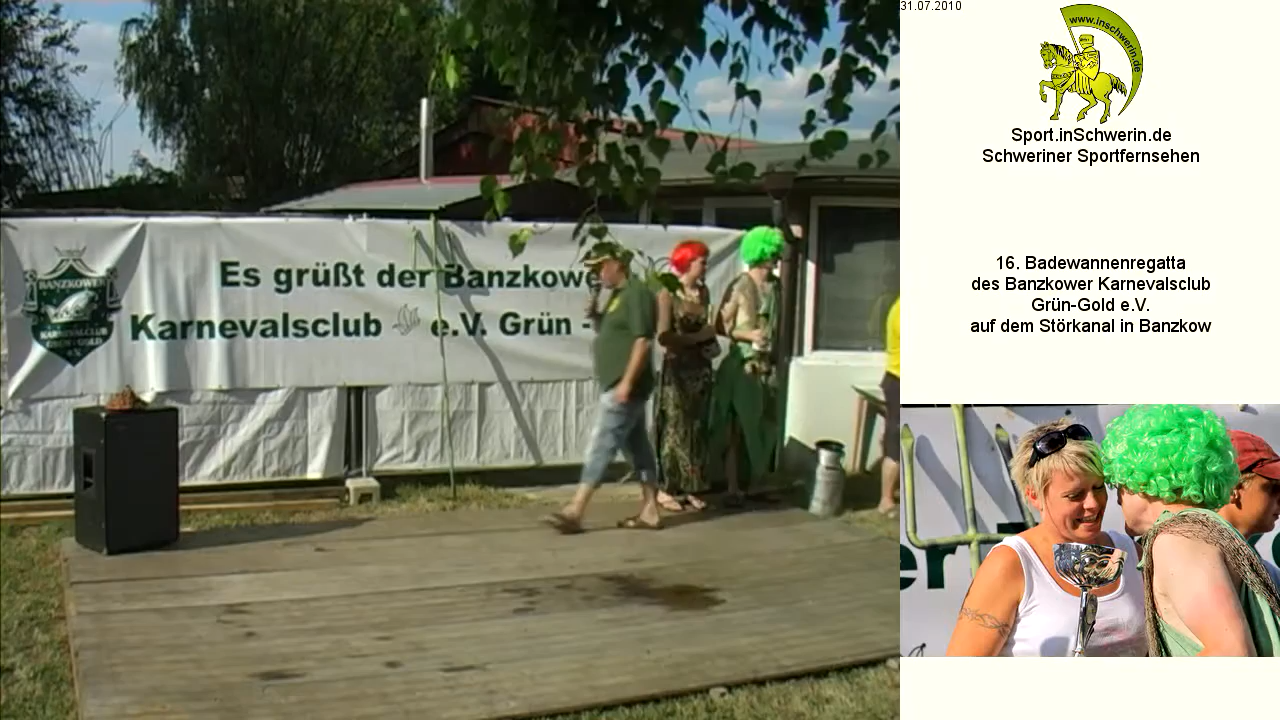 31.07.2010
www.inschwerin.de
Sport.inSchwerin.de
Schweriner Sportfernsehen
16. Badewannenregatta
des Banzkower Karnevalsclub
Grün-Gold e.V.
auf dem Störkanal in Banzkow
Es grüßt der Banzkowe
Karnevalsclub e.V. Grün -
BANZKOWER
KARNEVALSCLUB
GRÜN-GOLD
e.V.
er